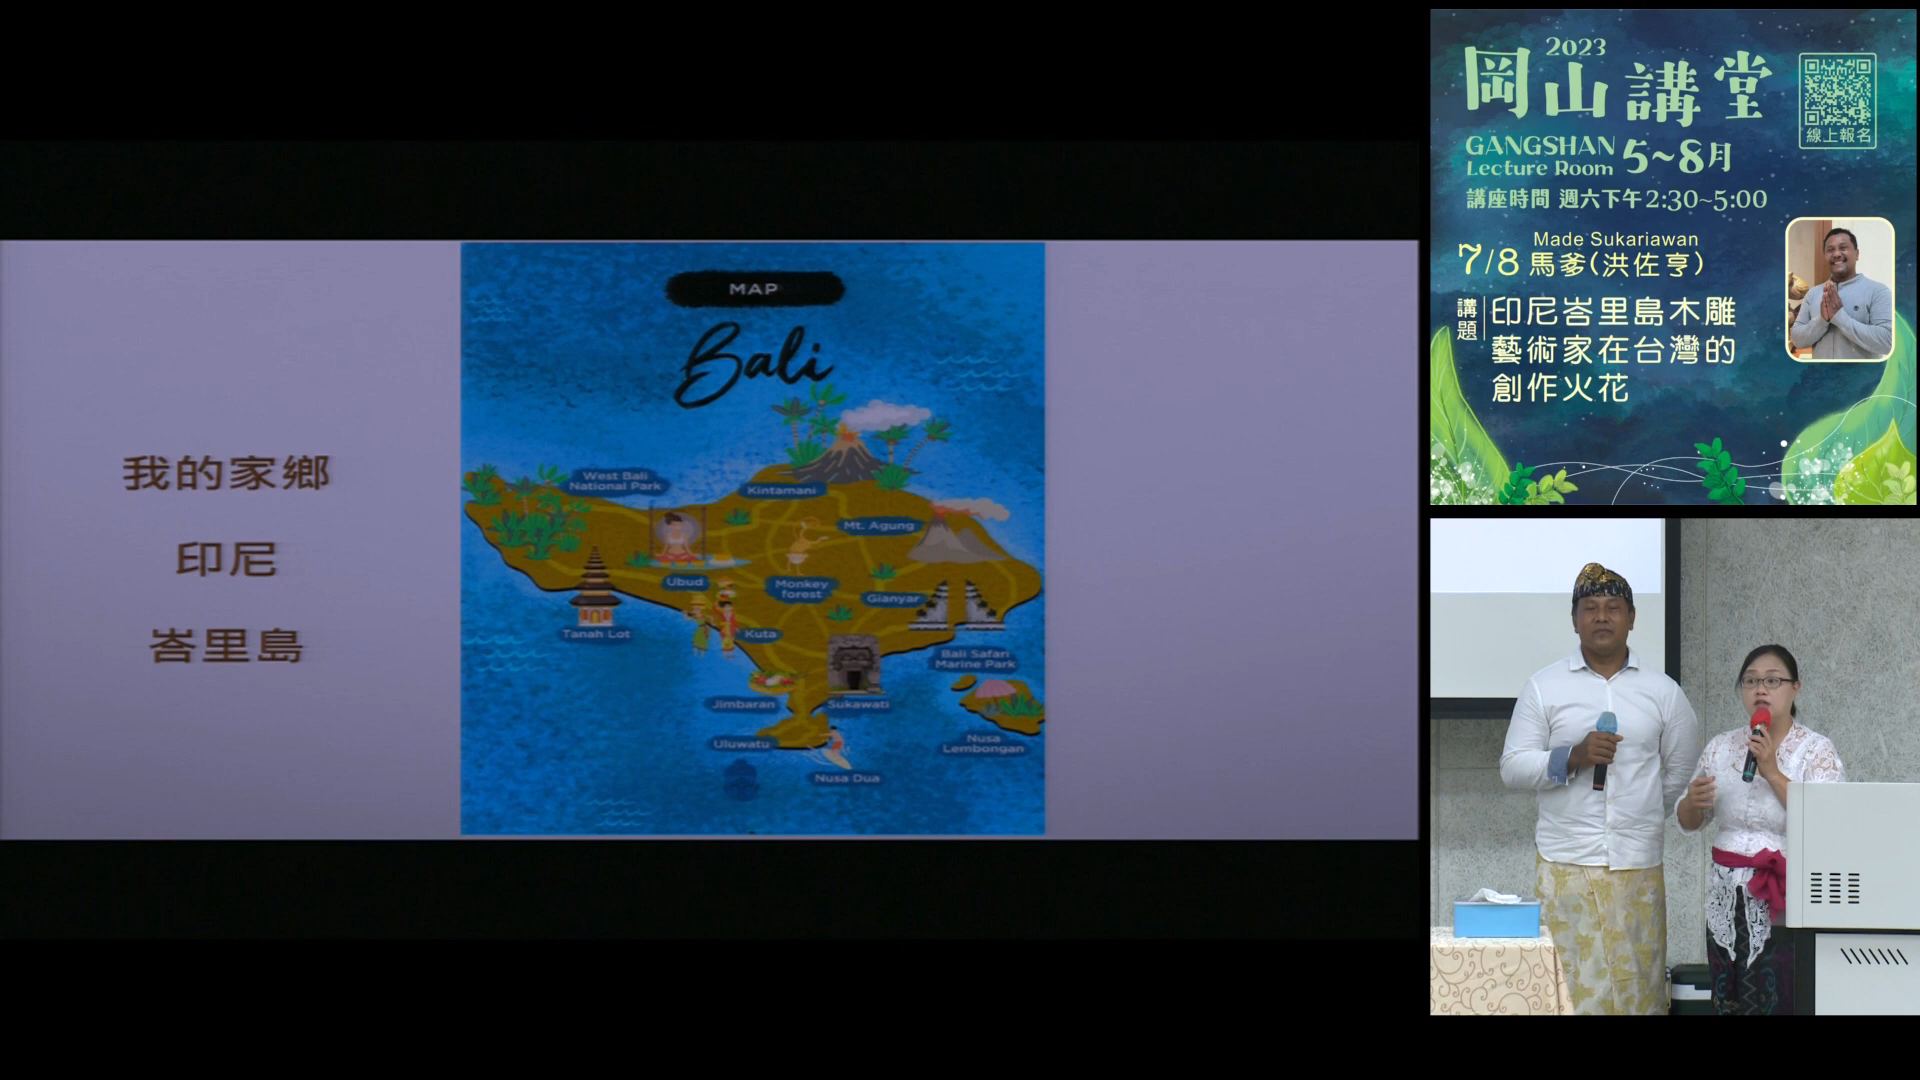 我的家鄉
印尼
峇里島
MAP
Bali
West Bali
National Park
Kintamani
Mt. Agung
Ubud
Monkey
forest
Gianyar
Tanah Lot
Kuta
Bali Safari
Marine Park
Jimbaran
Sukawati
Uluwatu
Nusa
Lembongan
Nusa Dua
2023
岡山講堂
線上報名
GANGSHAN
Lecture Room
5~8月
講座時間 週六下午2:30~5:00
Made Sukariawan
7/8 馬爹(洪佐亨)
講題
印尼峇里島木雕
藝術家在台灣的
創作火花